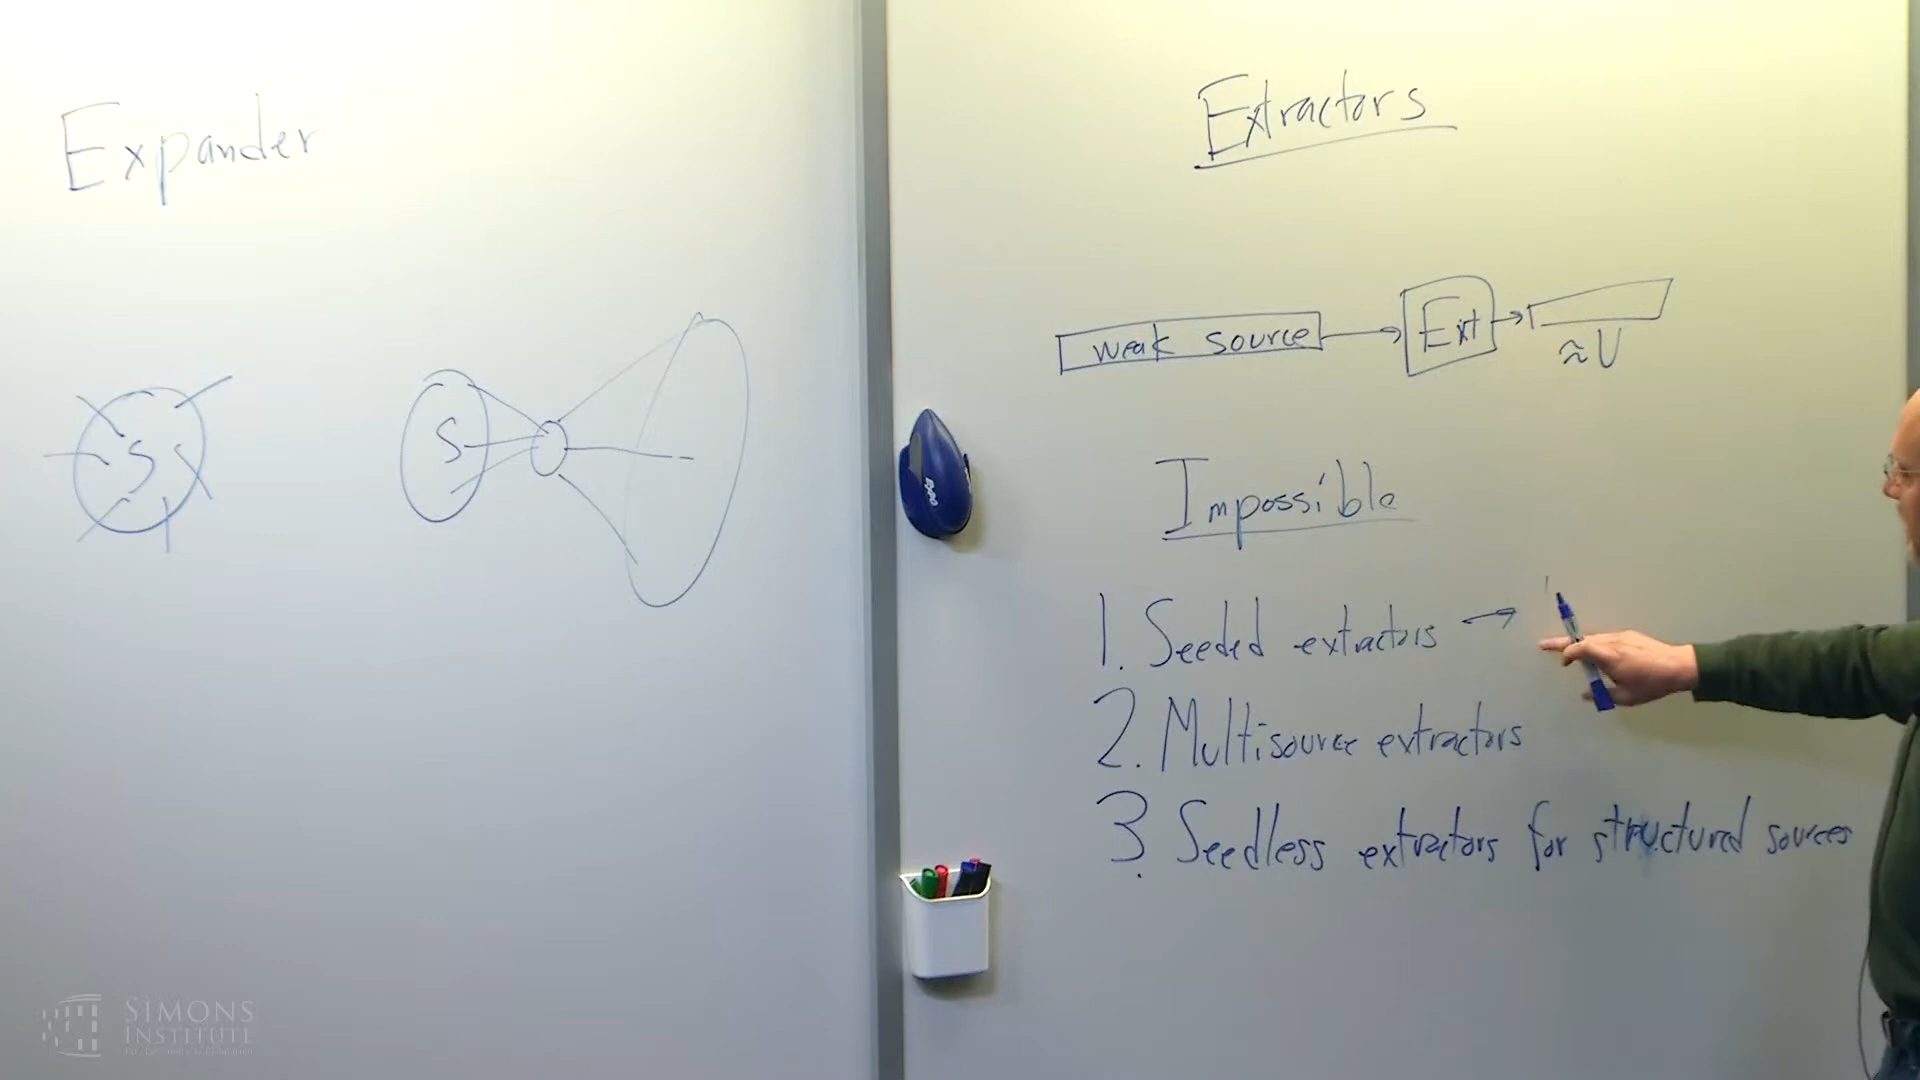 Expander
S
S
Extractors
weak source → Ext → ≈ U
Impossible
1. Seeded extractors →
2. Multisource extractors
3. Seedless extractors for structured sources
EXPO
SIMONS
INSTITUTE